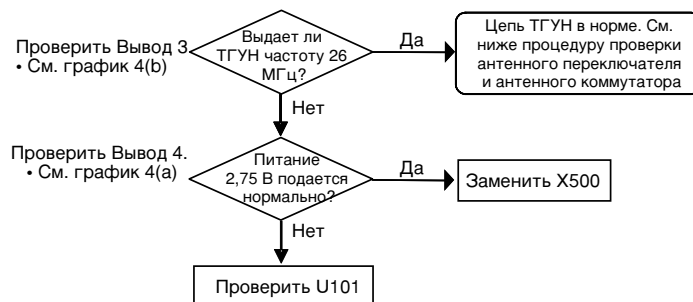 Проверить Вывод 3
• См. график 4(b)
Выдает ли
ТГУН частоту 26
МГц?
Да
Цепь ТГУН в норме. См.
ниже процедуру проверки
антенного переключателя
и антенного коммутатора
Нет
Проверить Вывод 4.
• См. график 4(a)
Питание
2,75 В подается
нормально?
Да
Заменить X500
Нет
Проверить U101